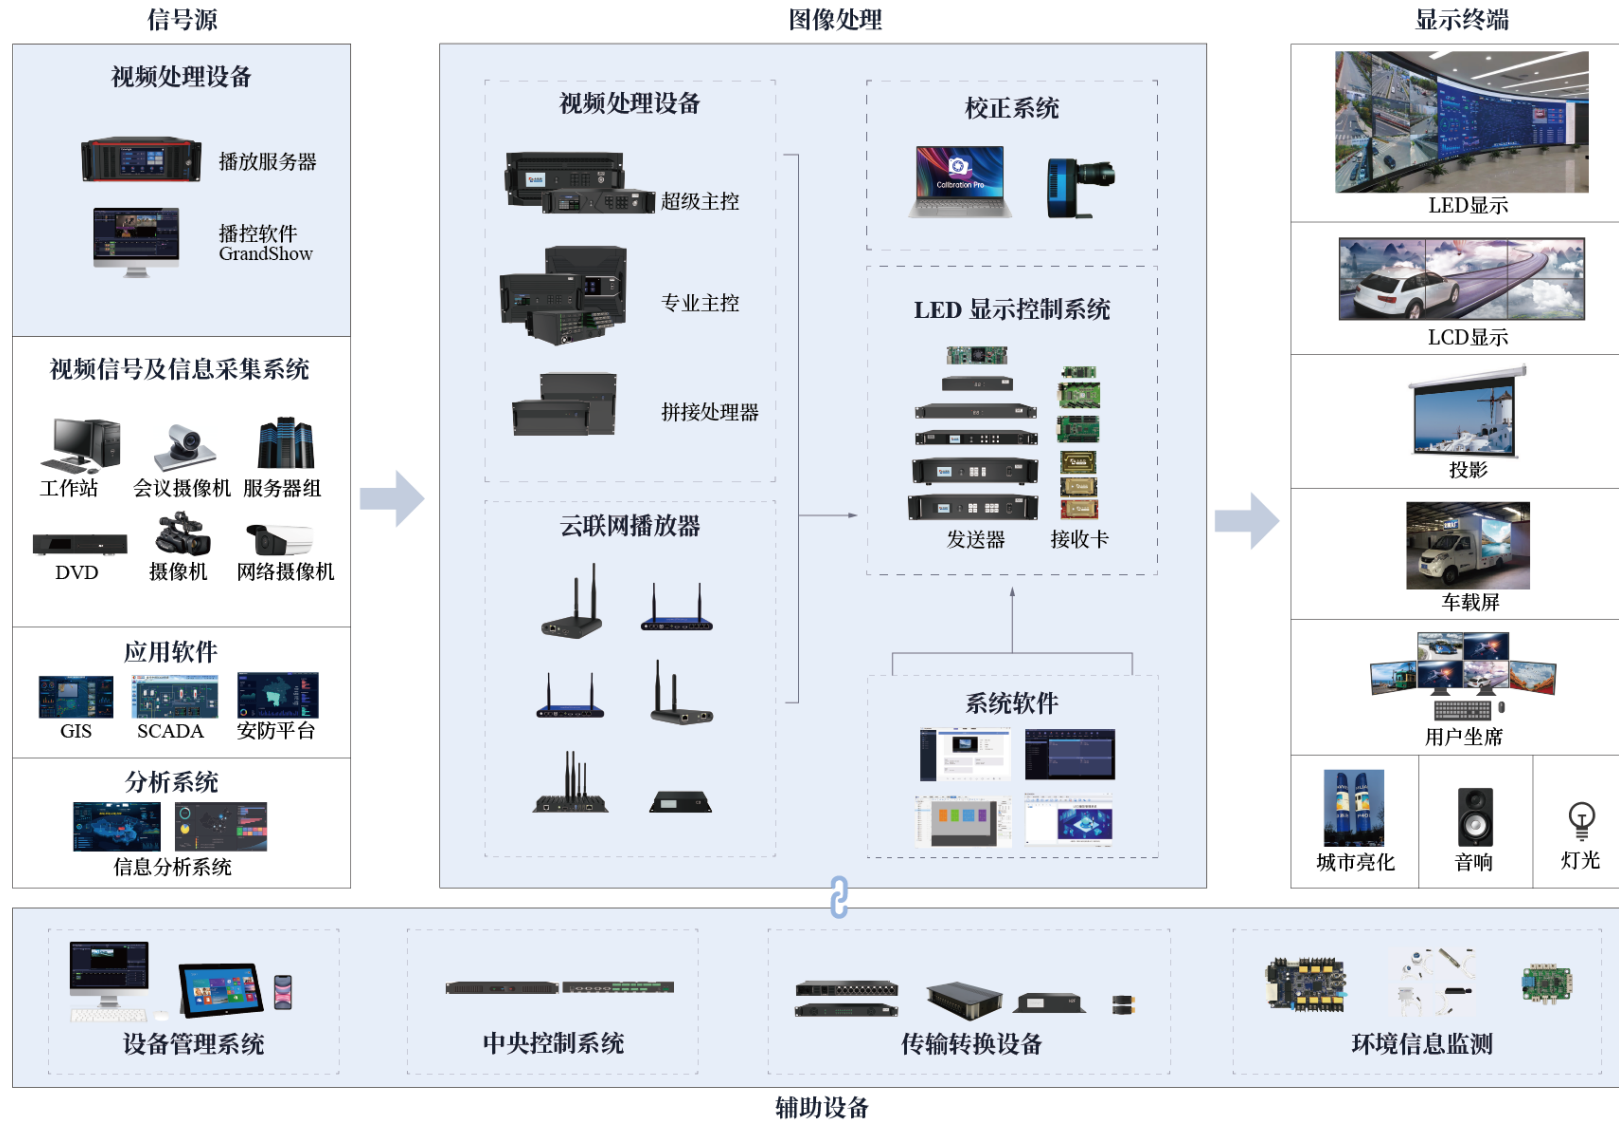 信号源
图像处理
显示终端
视频处理设备
播放服务器
播控软件
GrandShow
视频信号及信息采集系统
工作站
会议摄像机
服务器组
DVD
摄像机
网络摄像机
应用软件
GIS
SCADA
安防平台
分析系统
信息分析系统
视频处理设备
超级主控
专业主控
拼接处理器
云联网播放器
校正系统
Calibration Pro
LED 显示控制系统
发送器
接收卡
系统软件
LED显示
LCD显示
投影
车载屏
用户坐席
城市亮化
音响
灯光
设备管理系统
中央控制系统
传输转换设备
环境信息监测
辅助设备